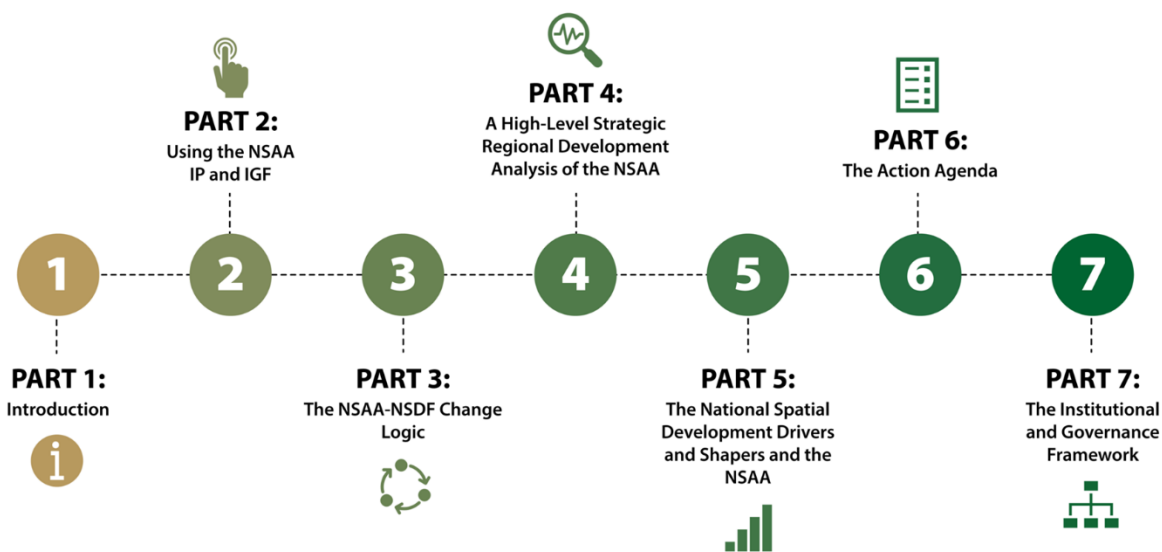 PART 2:
Using the NSAA
IP and IGF
PART 4:
A High-Level Strategic
Regional Development
Analysis of the NSAA
PART 6:
The Action Agenda
1
2
3
4
5
6
7
PART 1:
Introduction
i
PART 3:
The NSAA-NSDF Change
Logic
PART 5:
The National Spatial
Development Drivers
and Shapers and the
NSAA
PART 7:
The Institutional
and Governance
Framework